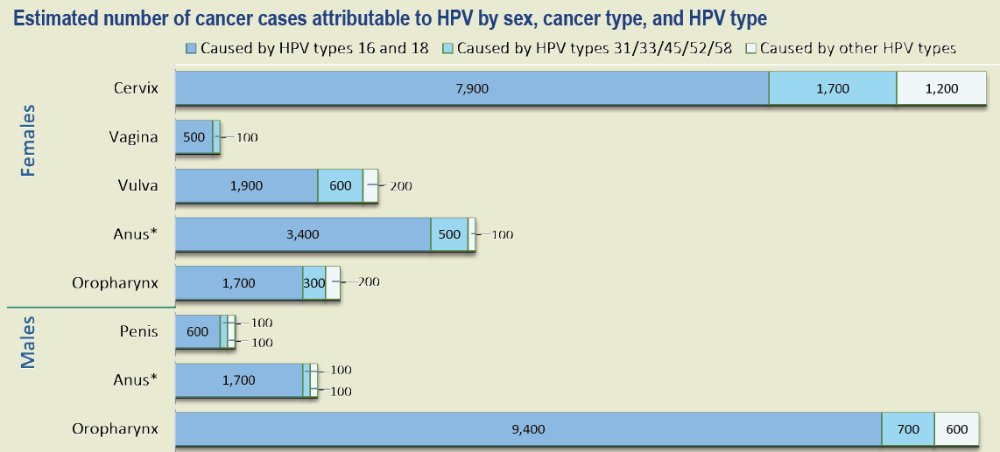 Estimated number of cancer cases attributable to HPV by sex, cancer type, and HPV type
Caused by HPV types 16 and 18 Caused by HPV types 31/33/45/52/58 Caused by other HPV types
Females
Cervix 7,900 1,700 1,200
Vagina 500 100
Vulva 1,900 600 200
Anus* 3,400 500 100
Oropharynx 1,700 300 200
Males
Penis 600 100
100
Anus* 1,700 100
100
Oropharynx 9,400 700 600